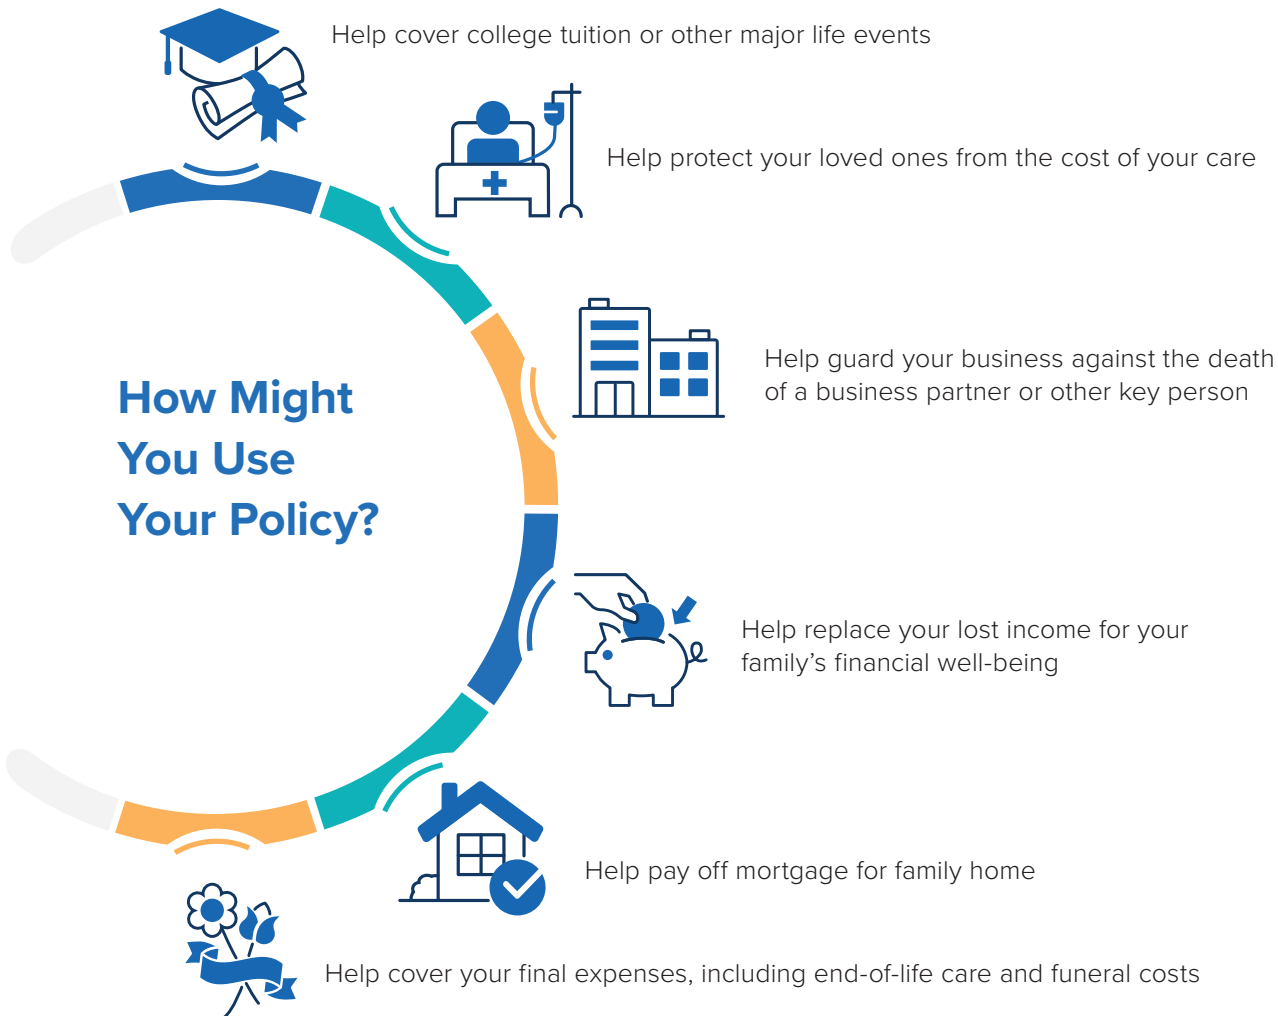 Help cover college tuition or other major life events
Help protect your loved ones from the cost of your care
Help guard your business against the death
of a business partner or other key person
How Might
You Use
Your Policy?
Help replace your lost income for your
family’s financial well-being
Help pay off mortgage for family home
Help cover your final expenses, including end-of-life care and funeral costs